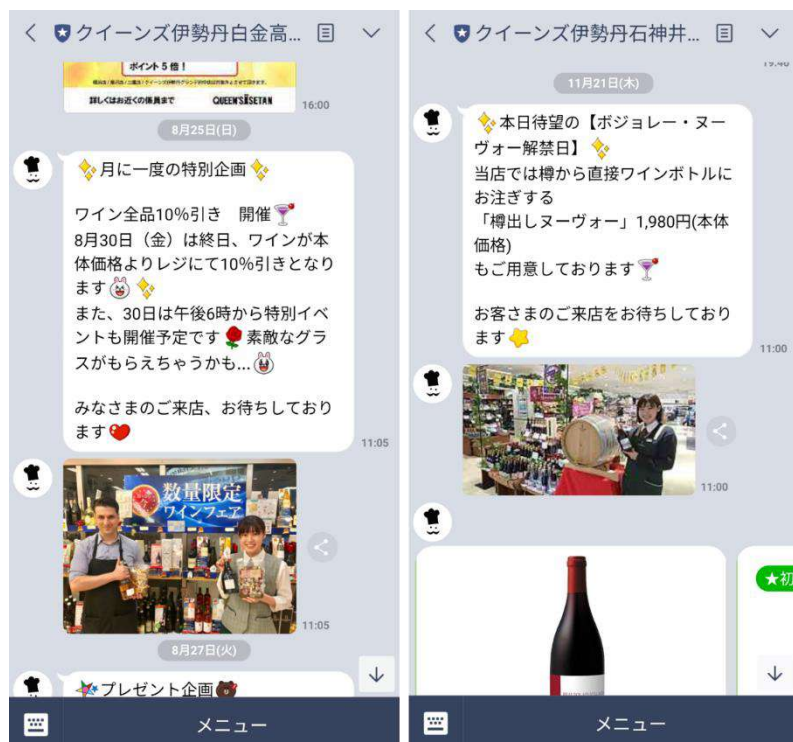 クイーンズ伊勢丹白金高...
ポイント5倍！
詳しくはお近くの係員まで
QUEEN'S ISETAN
16:00
8月25日(日)
月に一度の特別企画
ワイン全品10%引き　開催
8月30日（金）は終日、ワインが本
体価格よりレジにて10%引きとなり
ます
また、30日は午後6時から特別イベ
ントも開催予定です 素敵なグラ
スがもらえちゃうかも...
みなさまのご来店、お待ちしており
ます
11:05
数量限定
ワインフェア
11:05
8月27日(火)
プレゼント企画
メニュー
クイーンズ伊勢丹石神井...
11月21日(木)
本日待望の【ボジョレー・ヌー
ヴォー解禁日】
当店では樽から直接ワインボトルに
お注ぎする
「樽出しヌーヴォー」1,980円(本体
価格)
もご用意しております
お客さまのご来店をお待ちしており
ます
11:00
11:00
★初
メニュー